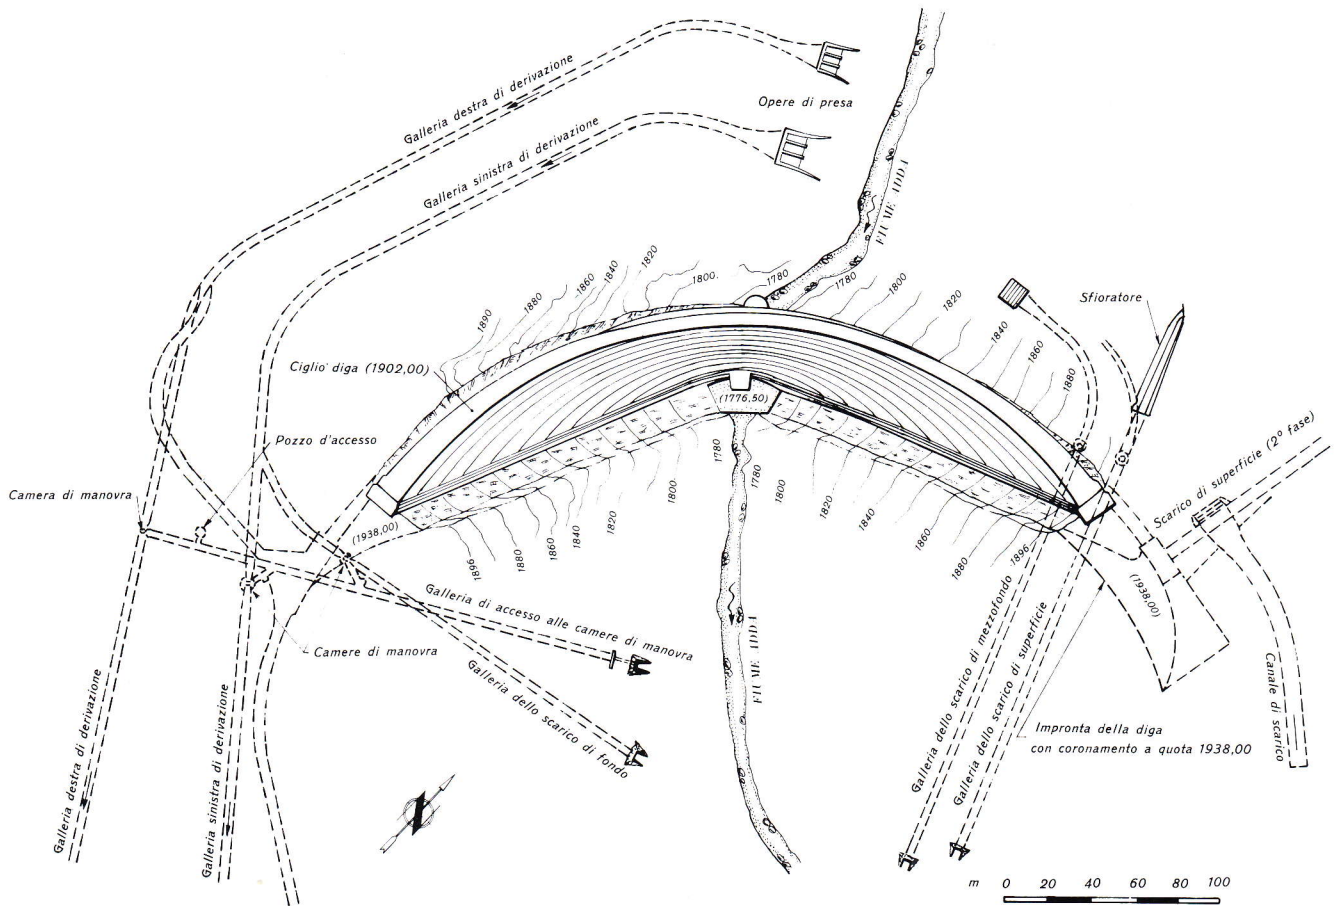 Galleria destra di derivazione
Opere di presa
Galleria sinistra di derivazione
FIUME ADDA
1890
1880
1860
1840
1820
1800.
1780
1780
1800
1820
1840
1860
1880
Sfioratore
Ciglio diga (1902,00)
(1776,50)
Pozzo d'accesso
Camera di manovra
(1938,00)
1896
1880
1860
1840
1820
1800
1780
1780
1800
1820
1840
1860
1880
1896
Scarico di superficie (2° fase)
(1938,00)
Galleria di accesso alle camere di manovra
Camere di manovra
Galleria dello scarico di fondo
FIUME ADDA
Galleria dello scarico di mezzofondo
Galleria dello scarico di superficie
Canale di scarico
Impronta della diga
con coronamento a quota 1938,00
Galleria destra di derivazione
Galleria sinistra di derivazione
m 0 20 40 60 80 100